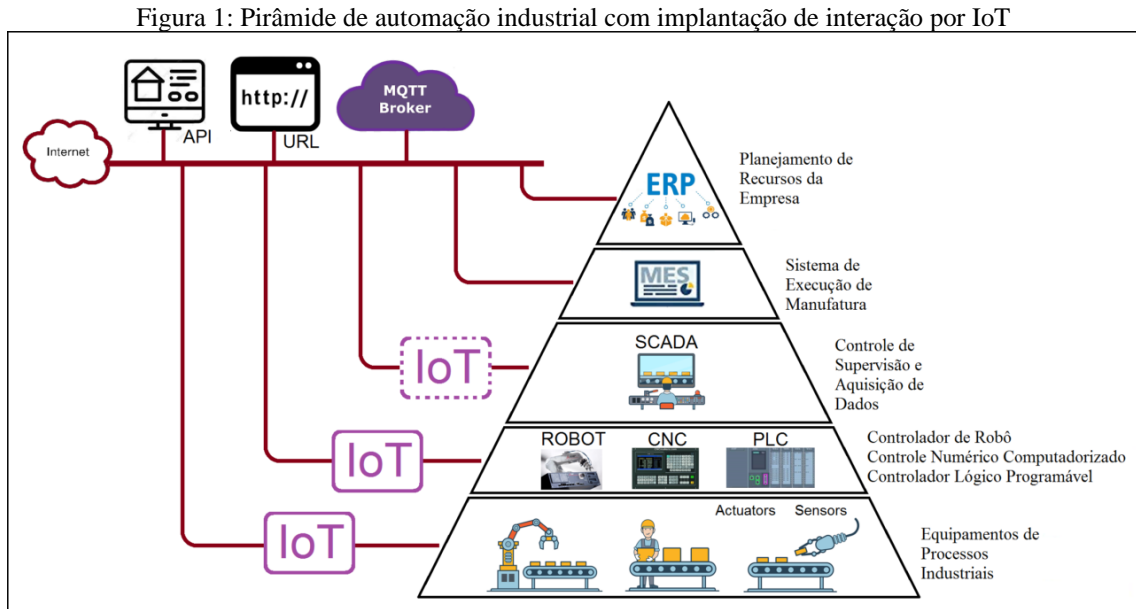 Figura 1: Pirâmide de automação industrial com implantação de interação por IoT
API
http://
URL
MQTT
Broker
Internet
ERP
Planejamento de
Recursos da
Empresa
MES
Sistema de
Execução de
Manufatura
IoT
SCADA
Controle de
Supervisão e
Aquisição de
Dados
IoT
ROBOT
CNC
PLC
Controlador de Robô
Controle Numérico Computadorizado
Controlador Lógico Programável
IoT
Actuators
Sensors
Equipamentos de
Processos
Industriais